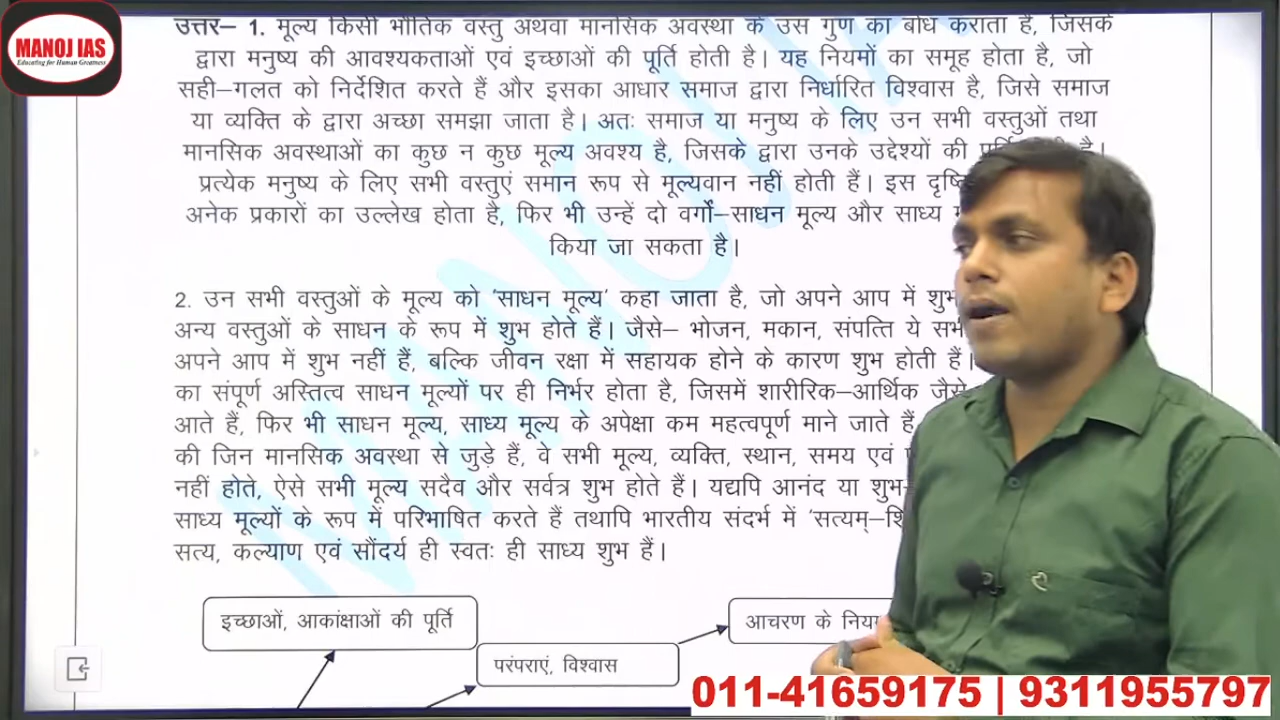 MANOJ IAS
Educating for Human Greatness
उत्तर– 1. मूल्य किसी भौतिक वस्तु अथवा मानसिक अवस्था के उस गुण का बोध कराता है, जिसके
द्वारा मनुष्य की आवश्यकताओं एवं इच्छाओं की पूर्ति होती है। यह नियमों का समूह होता है, जो
सही–गलत को निर्देशित करते हैं और इसका आधार समाज द्वारा निर्धारित विश्वास है, जिसे समाज
या व्यक्ति के द्वारा अच्छा समझा जाता है। अतः समाज या मनुष्य के लिए उन सभी वस्तुओं तथा
मानसिक अवस्थाओं का कुछ न कुछ मूल्य अवश्य है, जिसके द्वारा उनके उद्देश्यों की है।
प्रत्येक मनुष्य के लिए सभी वस्तुएं समान रूप से मूल्यवान नहीं होती हैं। इस
अनेक प्रकारों का उल्लेख होता है, फिर भी उन्हें दो वर्गों–साधन मूल्य और साध्य
किया जा सकता है।
2. उन सभी वस्तुओं के मूल्य को 'साधन मूल्य' कहा जाता है, जो अपने आप में
अन्य वस्तुओं के साधन के रूप में शुभ होते हैं। जैसे– भोजन, मकान, संपत्ति ये
अपने आप में शुभ नहीं हैं, बल्कि जीवन रक्षा में सहायक होने के कारण शुभ होती हैं।
का संपूर्ण अस्तित्व साधन मूल्यों पर ही निर्भर होता है, जिसमें शारीरिक–आर्थिक
आते हैं, फिर भी साधन मूल्य, साध्य मूल्य के अपेक्षा कम महत्वपूर्ण माने जाते हैं
की जिन मानसिक अवस्था से जुड़े हैं, वे सभी मूल्य, व्यक्ति, स्थान, समय एवं
नहीं होते, ऐसे सभी मूल्य सदैव और सर्वत्र शुभ होते हैं। यद्यपि आनंद या शुभ–
साध्य मूल्यों के रूप में परिभाषित करते हैं तथापि भारतीय संदर्भ में 'सत्यम्–
सत्य, कल्याण एवं सौंदर्य ही स्वतः ही साध्य शुभ हैं।
इच्छाओं, आकांक्षाओं की पूर्ति
आचरण के
परंपराएं, विश्वास
011-41659175 | 9311955797